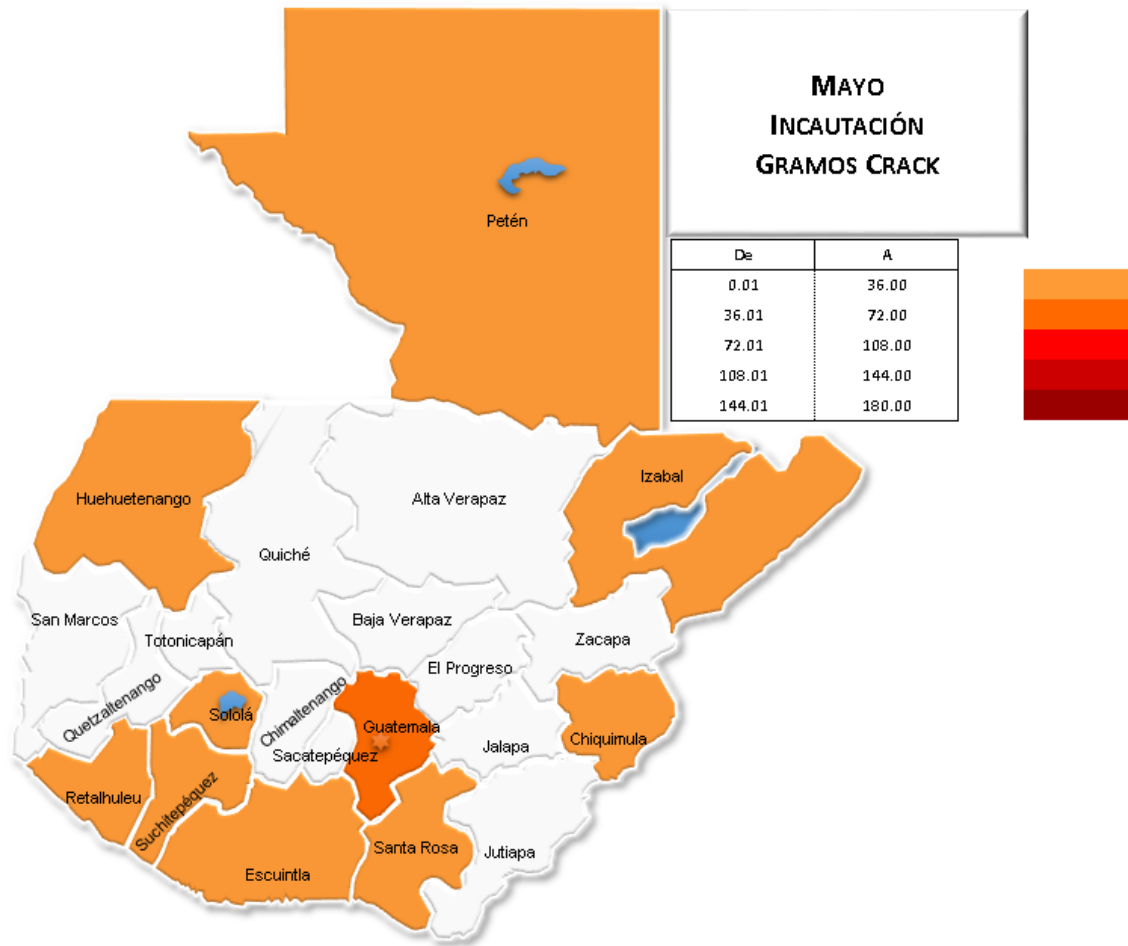 MAYO
INCAUTACIÓN
GRAMOS CRACK
De A
0.01 36.00
36.01 72.00
72.01 108.00
108.01 144.00
144.01 180.00
Petén
Izabal
Huehuetenango
Alta Verapaz
Quiché
San Marcos
Baja Verapaz
Totonicapán
Zacapa
El Progreso
Quetzaltenango
Sololá
Chimaltenango
Guatemala
Sacatepéquez
Jalapa
Chiquimula
Retalhuleu
Suchitepéquez
Santa Rosa
Jutiapa
Escuintla